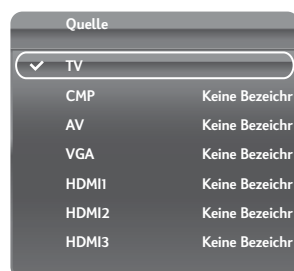 Quelle
TV
CMP Keine Bezeichr
AV Keine Bezeichr
VGA Keine Bezeichr
HDMI1 Keine Bezeichr
HDMI2 Keine Bezeichr
HDMI3 Keine Bezeichr